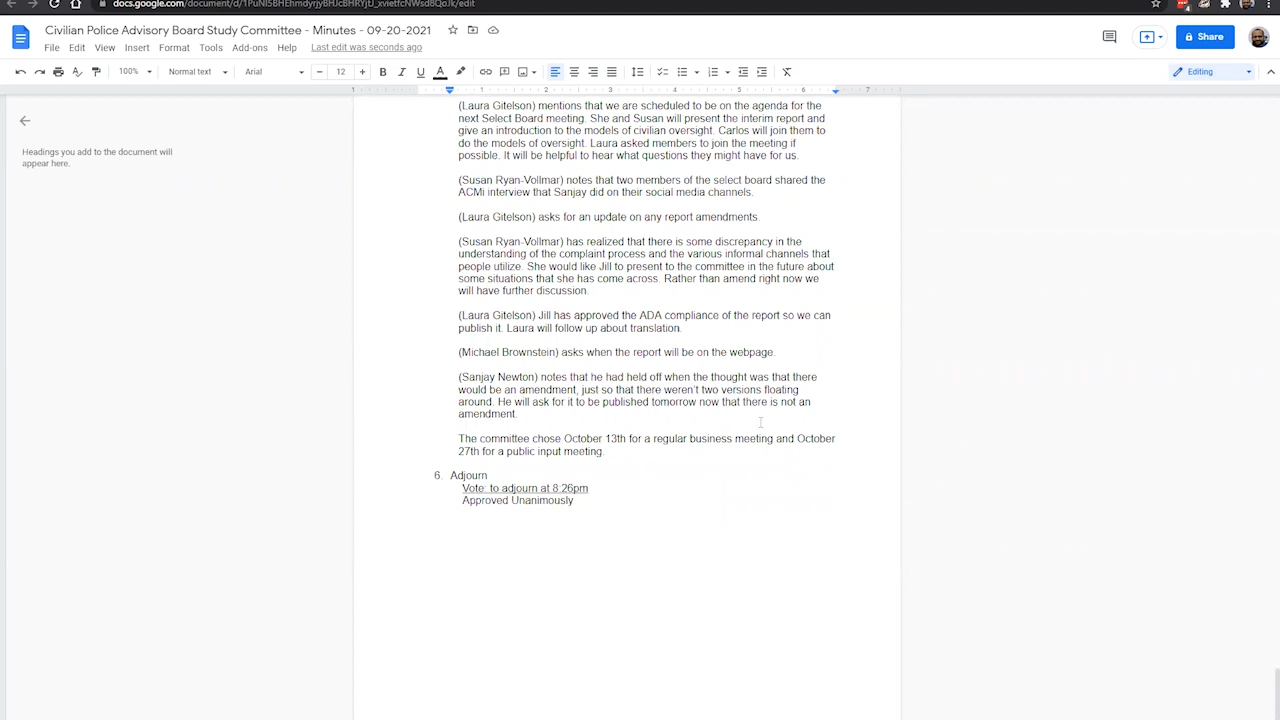 docs.google.com/document/d/1PuNI5BHEhmdyrjyBHJcBHRYjtJ_xvietfcNWsd8QoJk/edit
Civilian Police Advisory Board Study Committee - Minutes - 09-20-2021
File Edit View Insert Format Tools Add-ons Help Last edit was seconds ago
Share
100% Normal text Arial 12 Editing
1 1 2 3 4 5 6 7
Headings you add to the document will
appear here.
(Laura Gitelson) mentions that we are scheduled to be on the agenda for the
next Select Board meeting. She and Susan will present the interim report and
give an introduction to the models of civilian oversight. Carlos will join them to
do the models of oversight. Laura asked members to join the meeting if
possible. It will be helpful to hear what questions they might have for us.
(Susan Ryan-Vollmar) notes that two members of the select board shared the
ACMi interview that Sanjay did on their social media channels.
(Laura Gitelson) asks for an update on any report amendments.
(Susan Ryan-Vollmar) has realized that there is some discrepancy in the
understanding of the complaint process and the various informal channels that
people utilize. She would like Jill to present to the committee in the future about
some situations that she has come across. Rather than amend right now we
will have further discussion.
(Laura Gitelson) Jill has approved the ADA compliance of the report so we can
publish it. Laura will follow up about translation.
(Michael Brownstein) asks when the report will be on the webpage.
(Sanjay Newton) notes that he had held off when the thought was that there
would be an amendment, just so that there weren't two versions floating
around. He will ask for it to be published tomorrow now that there is not an
amendment.
The committee chose October 13th for a regular business meeting and October
27th for a public input meeting.
6. Adjourn
Vote: to adjourn at 8:26pm
Approved Unanimously